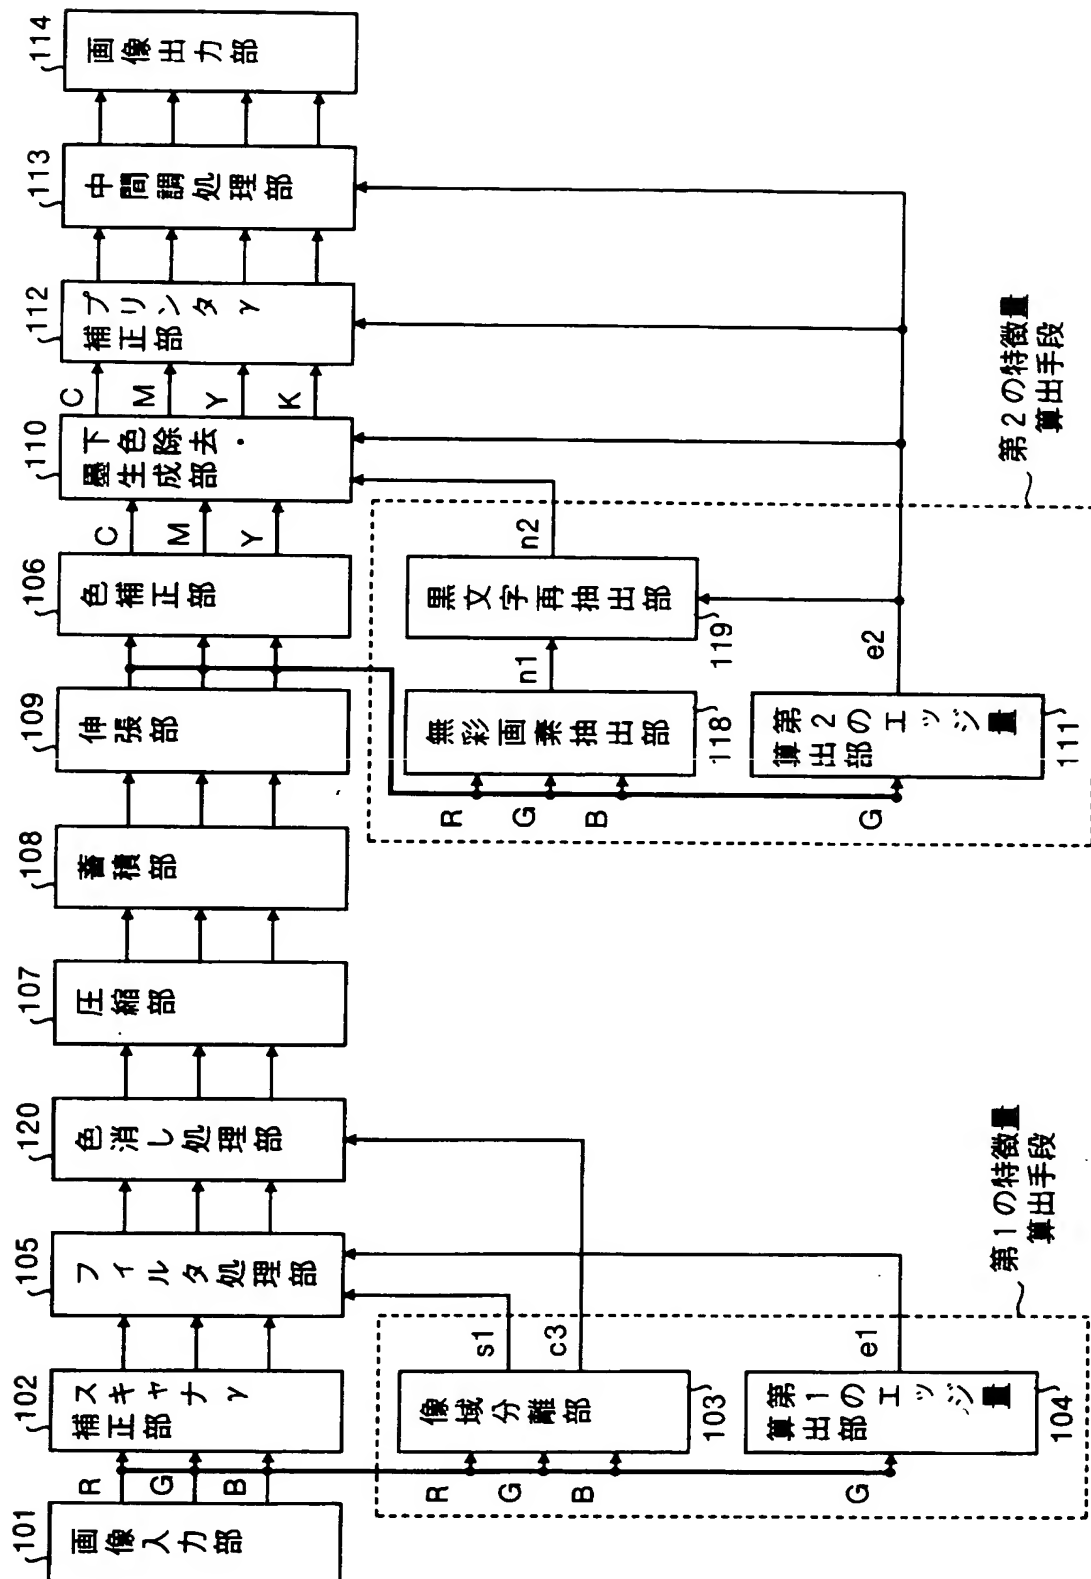 101
画像入力部
R
G
B
102
スキャナγ
補正部
105
フィルタ処理部
120
色消し処理部
107
圧縮部
108
蓄積部
109
伸張部
106
色補正部
C
M
Y
110
下色除去・
墨生成部
C
M
Y
K
112
プリンタγ
補正部
113
中間調処理部
114
画像出力部
R
G
B
像域分離部
103
s1
c3
G
第1のエッジ量
算出部
104
e1
第1の特徴量
算出手段
R
G
B
無彩画素抽出部
118
n1
黒文字再抽出部
119
n2
G
第2のエッジ量
算出部
111
e2
第2の特徴量
算出手段